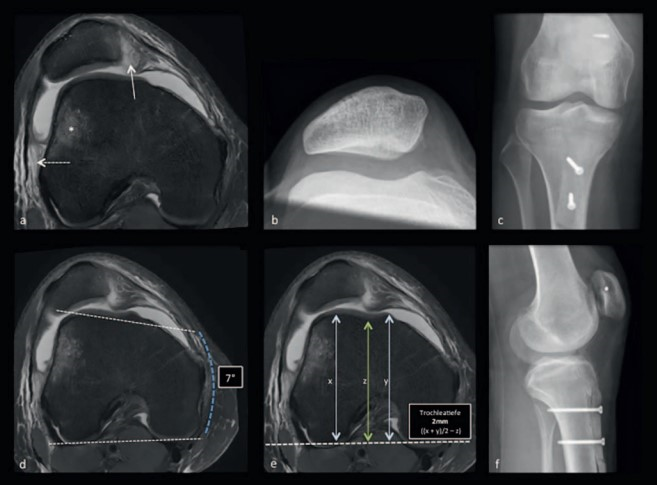 a
b
c
7°
d
x
z
y
Trochleatiefe
2mm
((x + y)/2 – z)
e
f